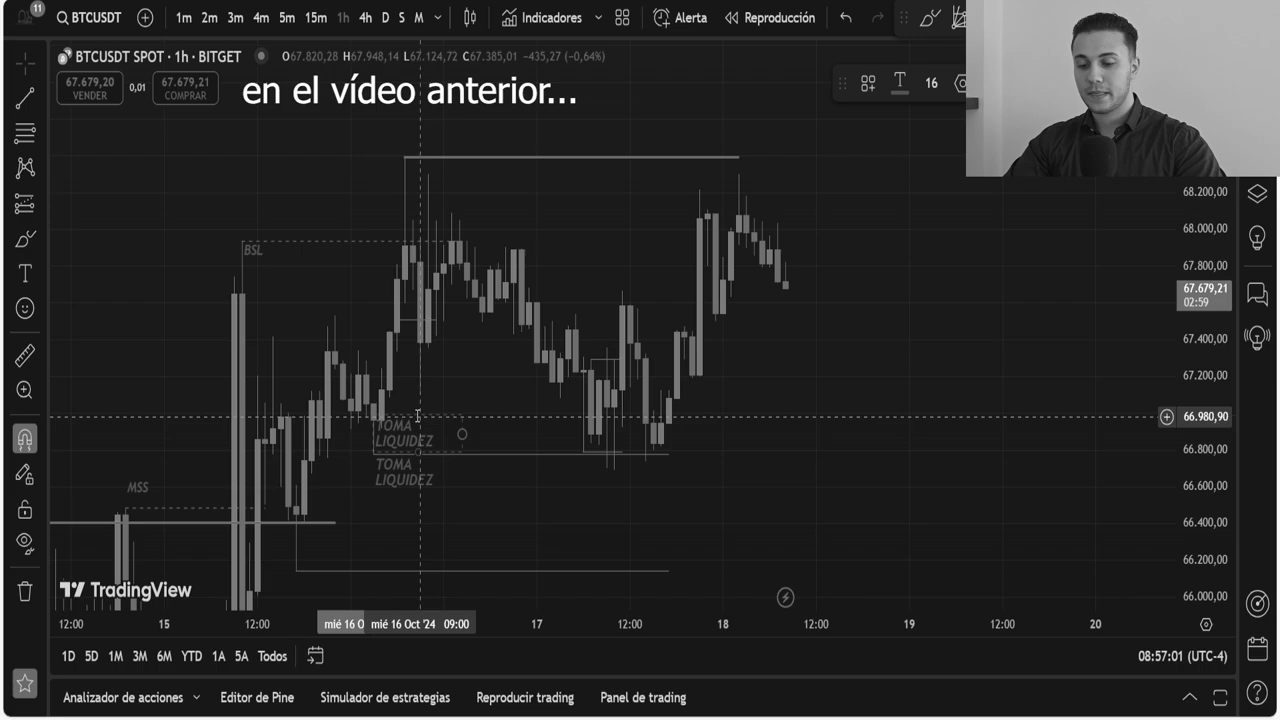 11
BTCUSDT
1m 2m 3m 4m 5m 15m 1h 4h D S M
Indicadores
Alerta
Reproducción
BTCUSDT SPOT · 1h · BITGET
O67.820,28 H67.948,14 L67.124,72 C67.385,01 −435,27 (−0,64%)
67.679,20
VENDER
0,01
67.679,21
COMPRAR
en el vídeo anterior...
T 16
68.200,00
68.000,00
67.800,00
67.679,21
02:59
67.400,00
67.200,00
66.980,90
66.800,00
66.600,00
66.400,00
66.200,00
66.000,00
BSL
TOMA
LIQUIDEZ
TOMA
LIQUIDEZ
MSS
TradingView
12:00 15 12:00 mié 16 O mié 16 Oct '24 09:00 17 12:00 18 12:00 19 12:00 20
1D 5D 1M 3M 6M YTD 1A 5A Todos
08:57:01 (UTC-4)
Analizador de acciones Editor de Pine Simulador de estrategias Reproducir trading Panel de trading